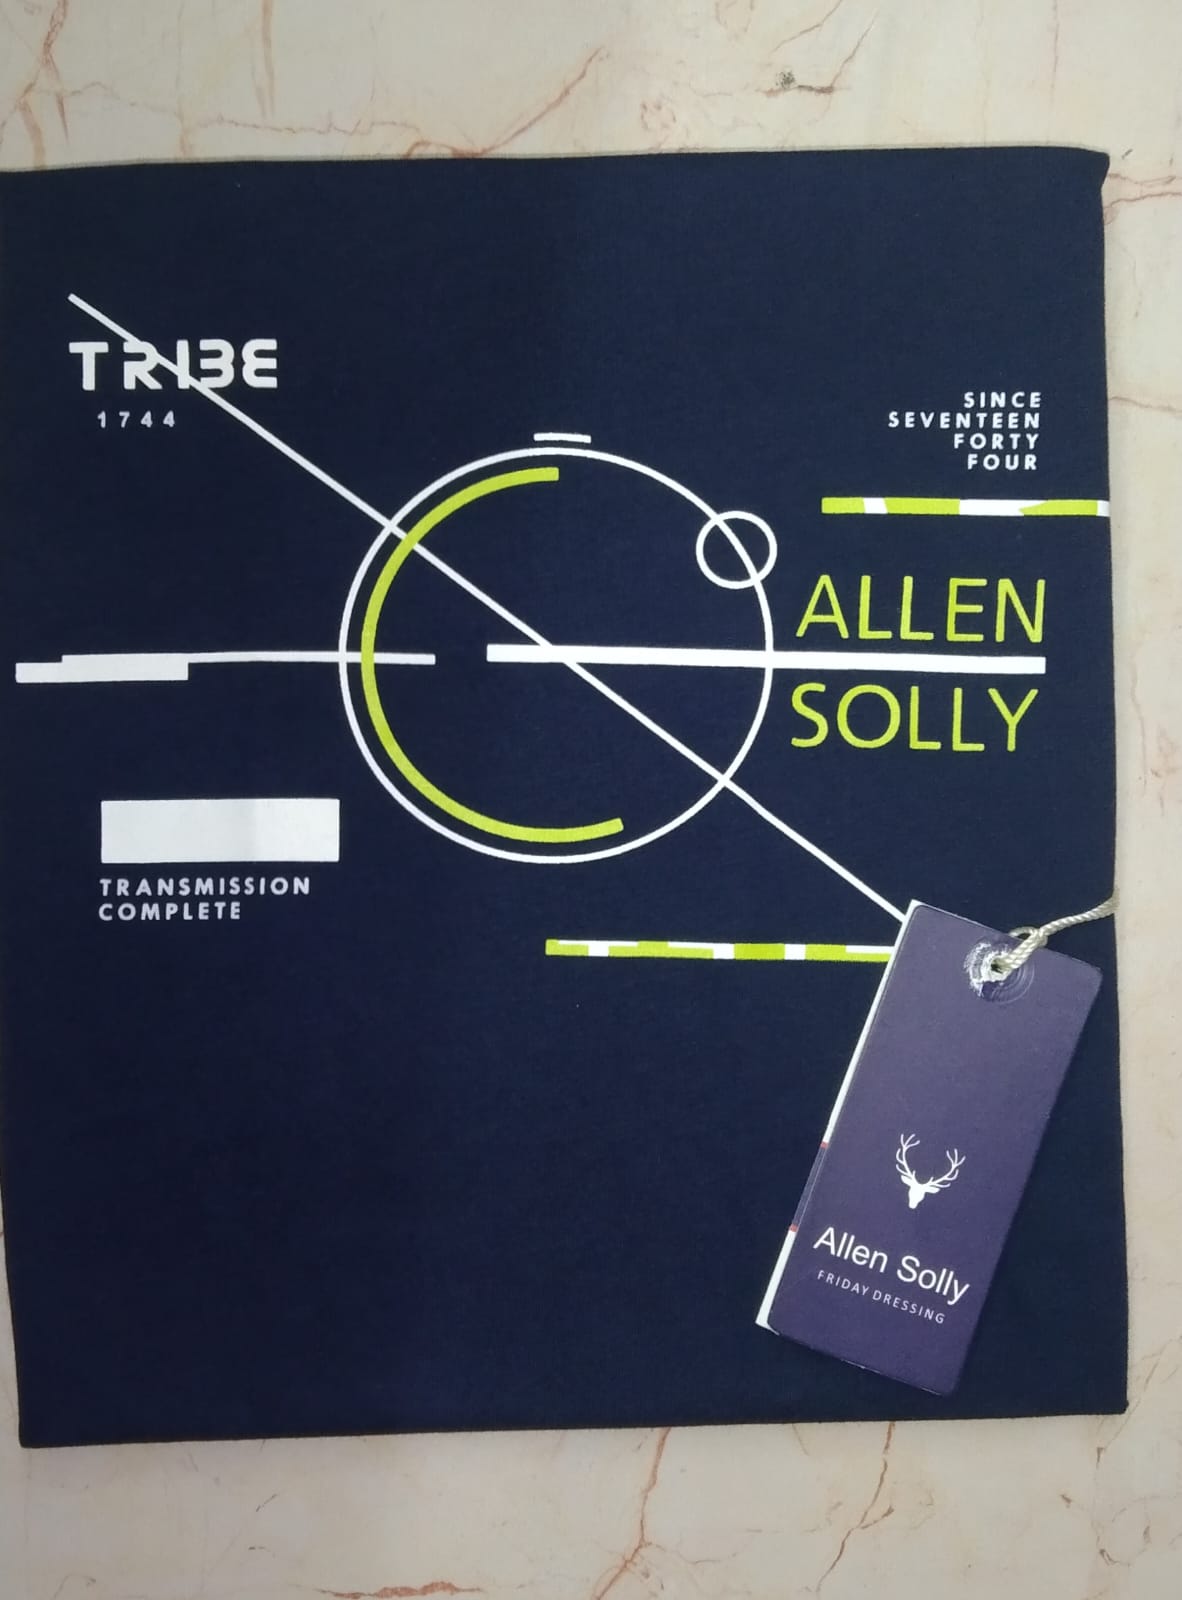 TRIBE
1744
SINCE
SEVENTEEN
FORTY
FOUR
ALLEN
SOLLY
TRANSMISSION
COMPLETE
Allen Solly
FRIDAY DRESSING